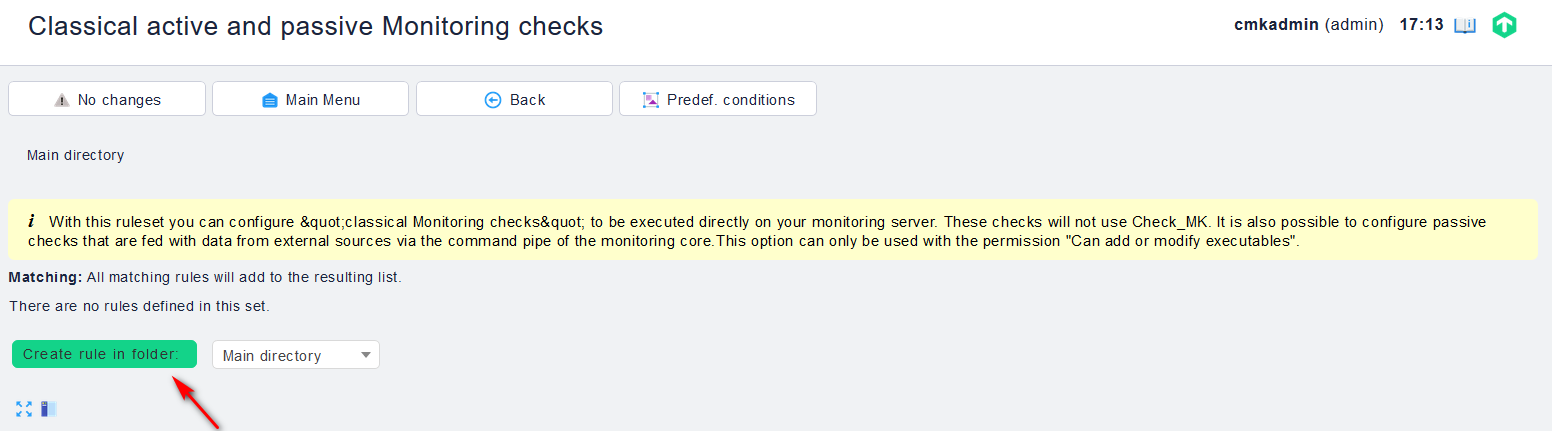 Classical active and passive Monitoring checks
cmkadmin (admin) 17:13
No changes
Main Menu
Back
Predef. conditions
Main directory
i With this ruleset you can configure &quot;classical Monitoring checks&quot; to be executed directly on your monitoring server. These checks will not use Check_MK. It is also possible to configure passive
checks that are fed with data from external sources via the command pipe of the monitoring core.This option can only be used with the permission "Can add or modify executables".
Matching: All matching rules will add to the resulting list.
There are no rules defined in this set.
Create rule in folder:
Main directory